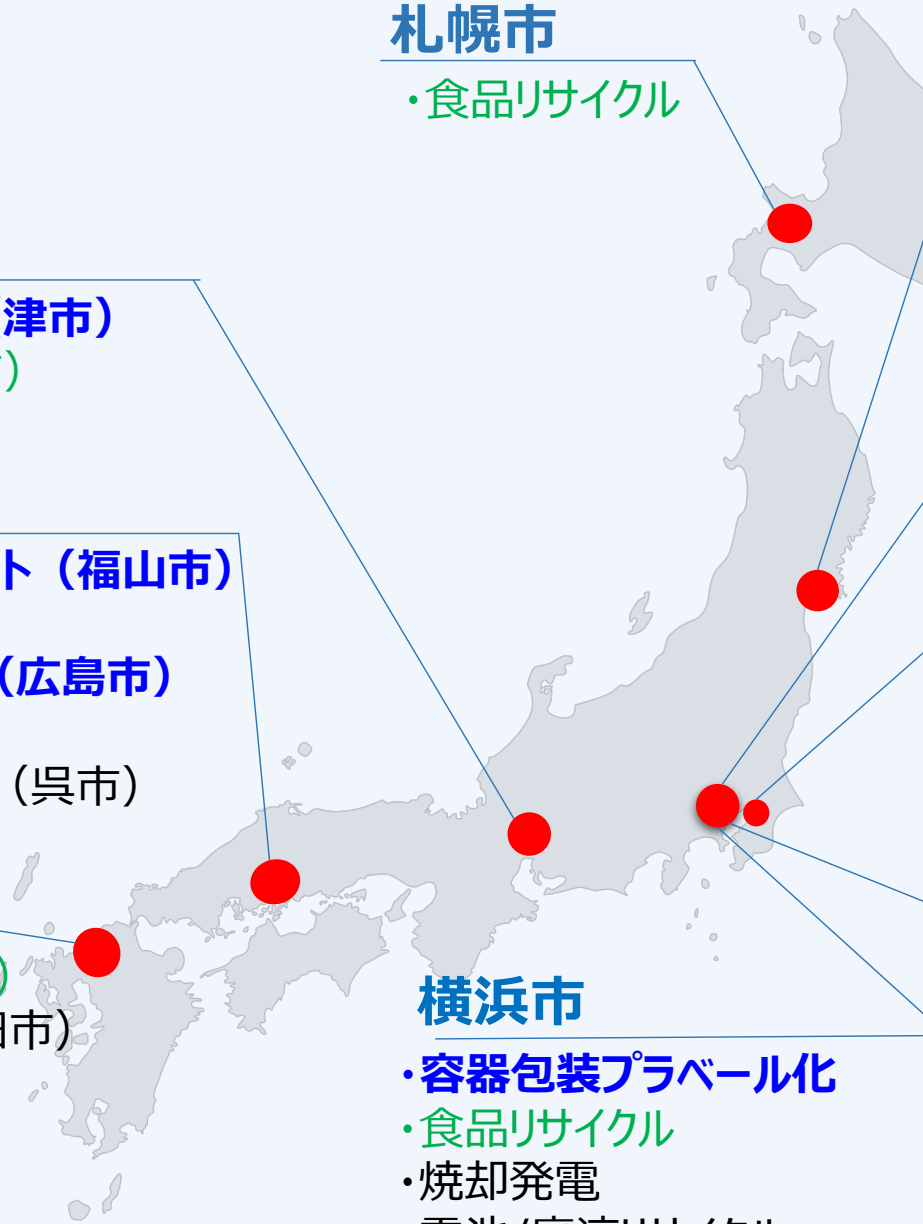 札幌市
・食品リサイクル
（津市）
）
ト（福山市）
（広島市）
（呉市）
）
田市）
横浜市
・容器包装プラベール化
・食品リサイクル
・焼却発電